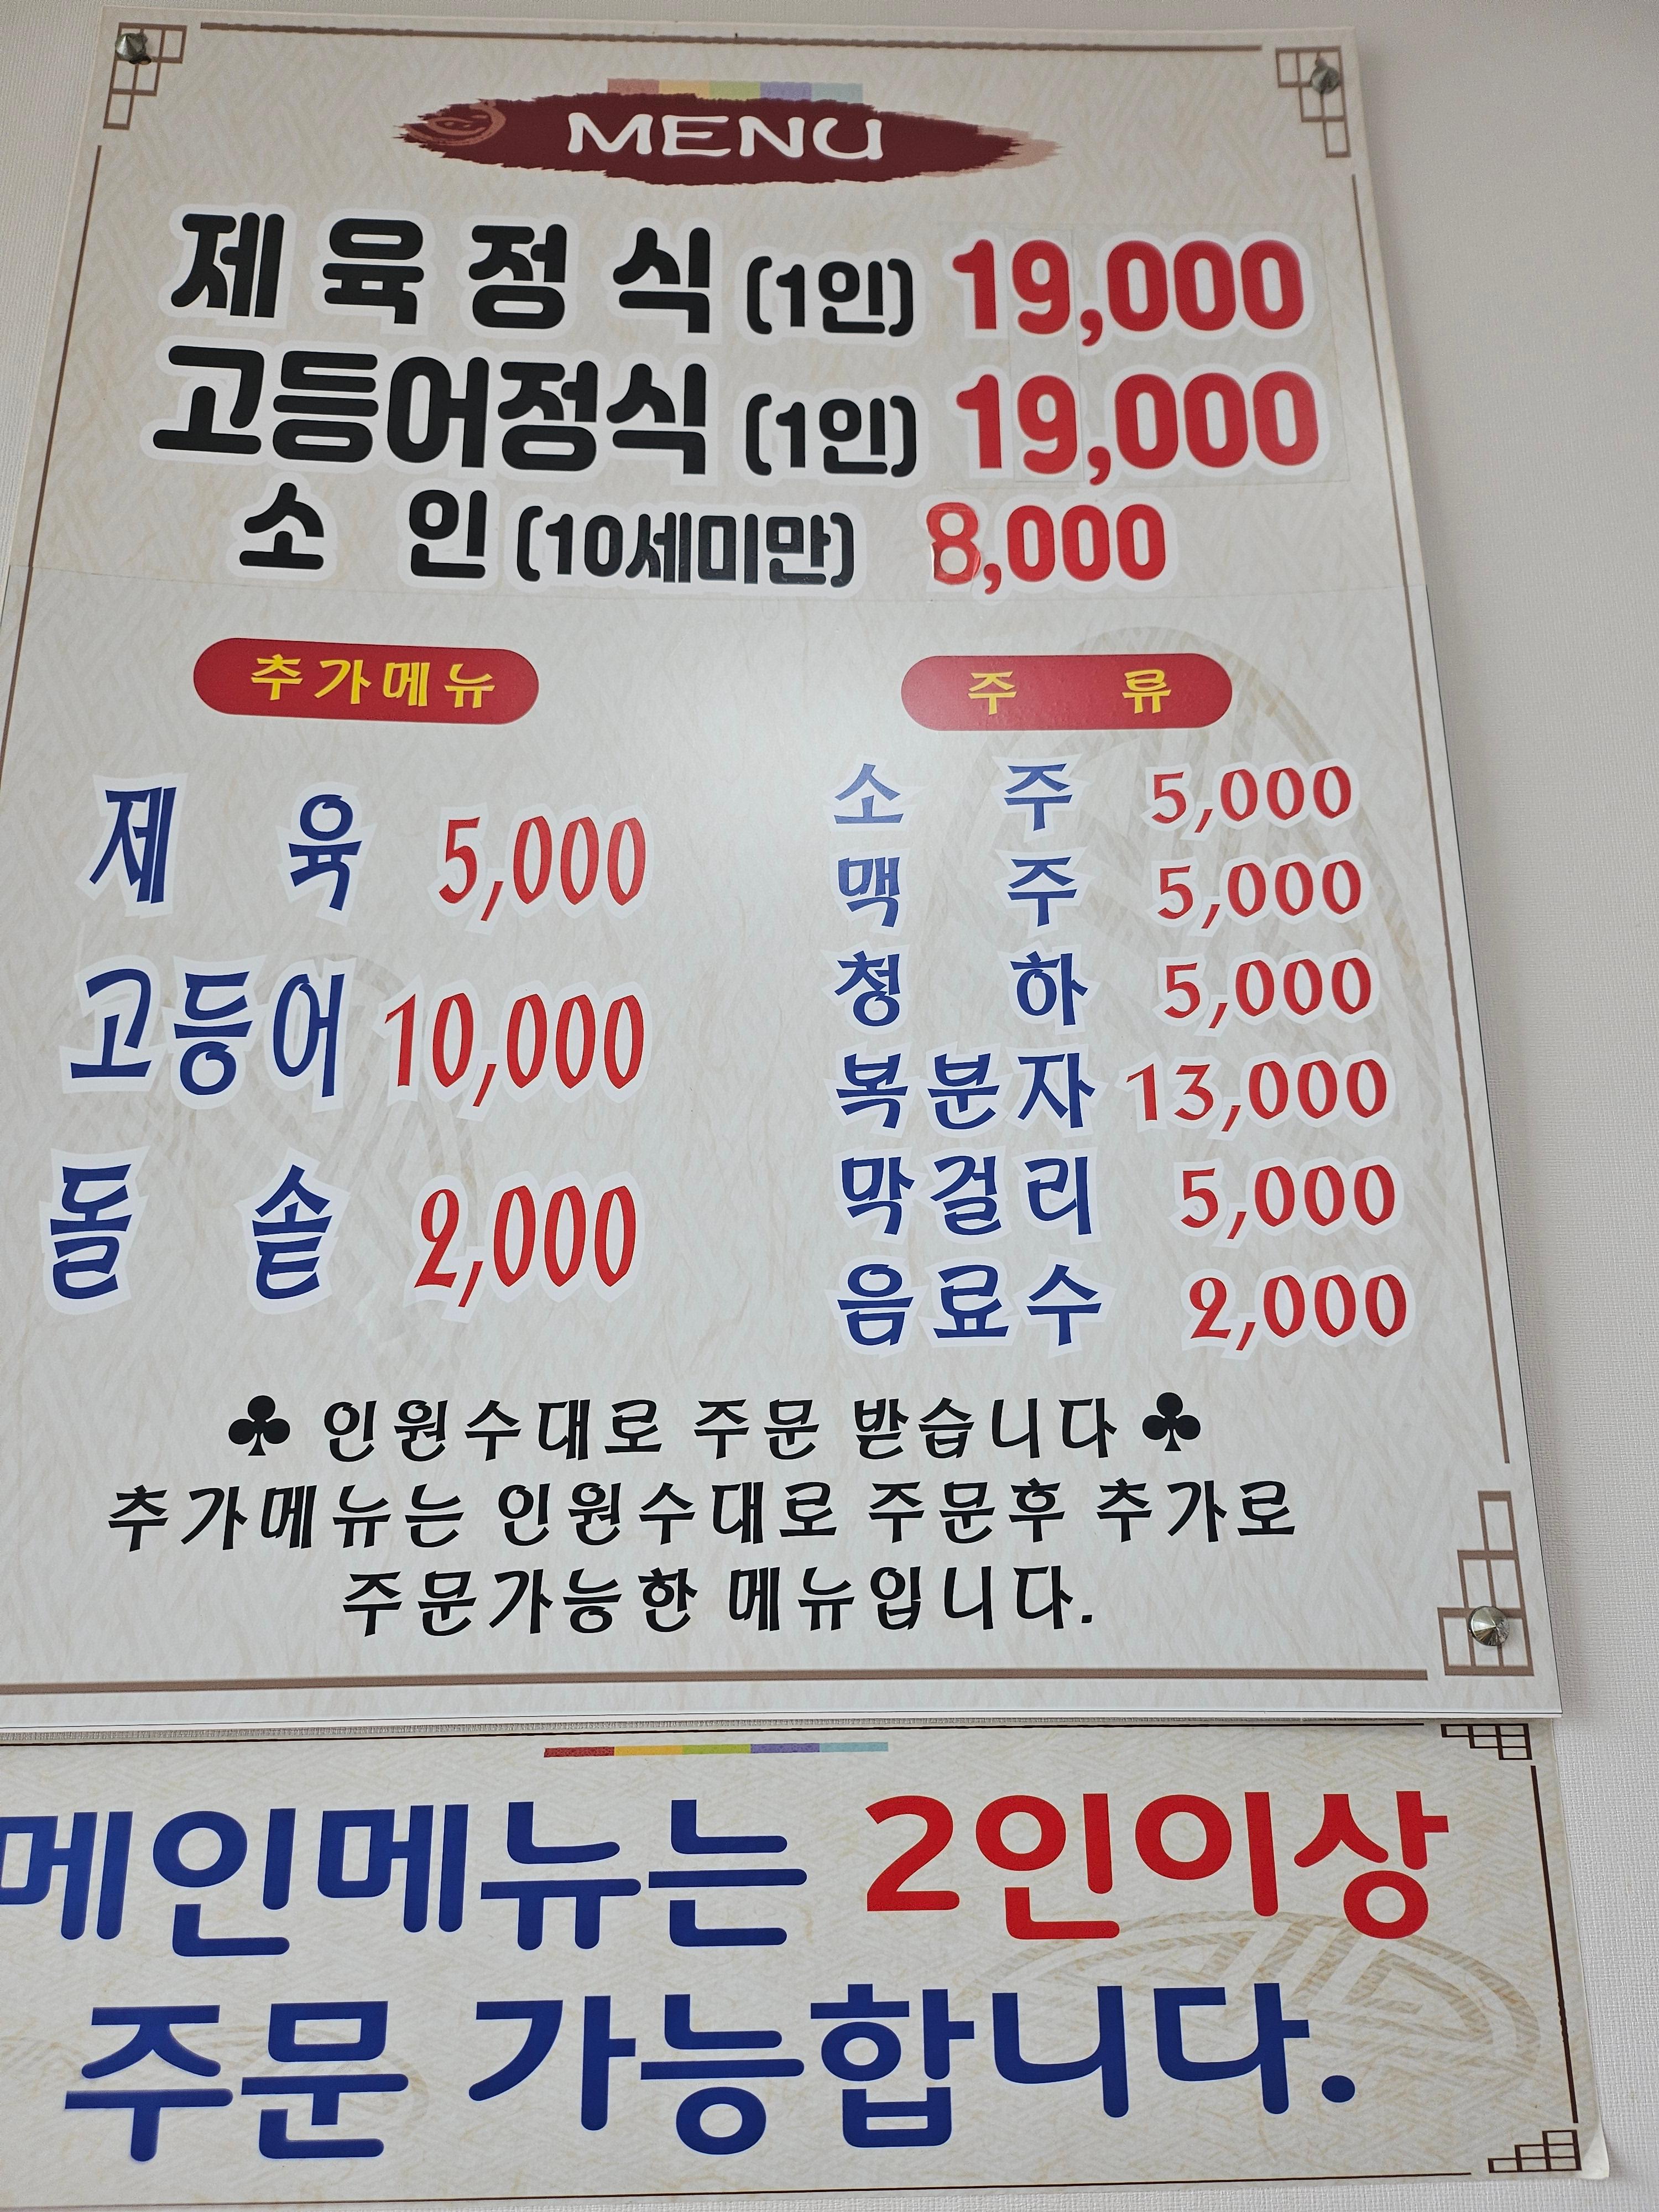 MENU
제육정식 (1인) 19,000
고등어정식 (1인) 19,000
소인 (10세미만) 8,000
추가메뉴
제육 5,000
고등어 10,000
돌솥 2,000
주류
소주 5,000
맥주 5,000
청하 5,000
복분자 13,000
막걸리 5,000
음료수 2,000
♣ 인원수대로 주문 받습니다 ♣
추가메뉴는 인원수대로 주문후 추가로
주문가능한 메뉴입니다.
메인메뉴는 2인이상
주문 가능합니다.